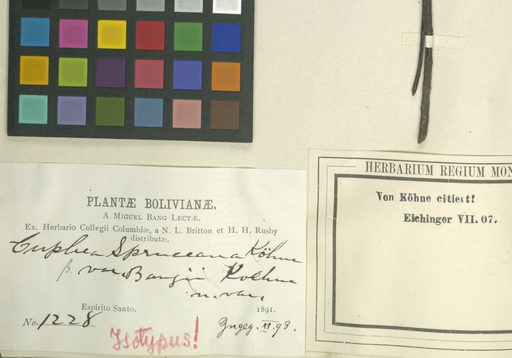 PLANTÆ BOLIVIANÆ.
A MIGUEL BANG LECTÆ.
Ex. Herbario Collegii Columbiæ, a N. L. Britton et H. H. Rusby
distributæ.
Cuphea Spruceana Köhne
β var. Bangii Koehne
n. var.
Espírito Santo. 1891.
No. 1228 Isotypus!
HERBARIUM REGIUM MON
Von Köhne citiert!
Eichinger VII. 07.